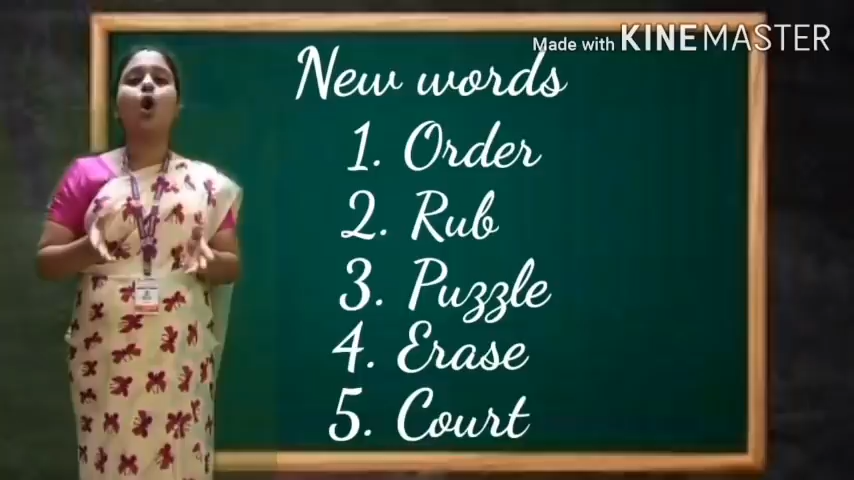 Made with KINEMASTER
New words
1. Order
2. Rub
3. Puzzle
4. Erase
5. Court